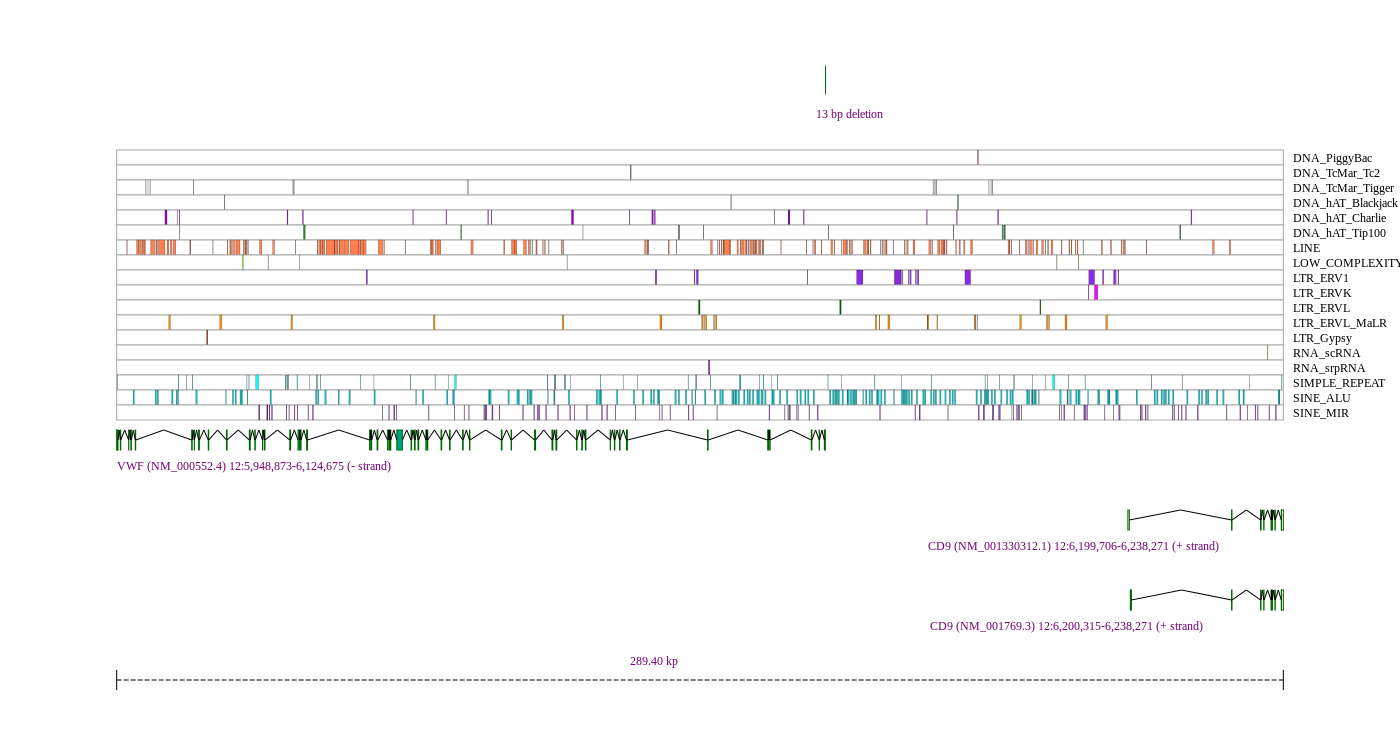 13 bp deletion
DNA_PiggyBac
DNA_TcMar_Tc2
DNA_TcMar_Tigger
DNA_hAT_Blackjack
DNA_hAT_Charlie
DNA_hAT_Tip100
LINE
LOW_COMPLEXITY
LTR_ERV1
LTR_ERVK
LTR_ERVL
LTR_ERVL_MaLR
LTR_Gypsy
RNA_scRNA
RNA_srpRNA
SIMPLE_REPEAT
SINE_ALU
SINE_MIR
VWF (NM_000552.4) 12:5,948,873-6,124,675 (- strand)
CD9 (NM_001330312.1) 12:6,199,706-6,238,271 (+ strand)
CD9 (NM_001769.3) 12:6,200,315-6,238,271 (+ strand)
289.40 kp